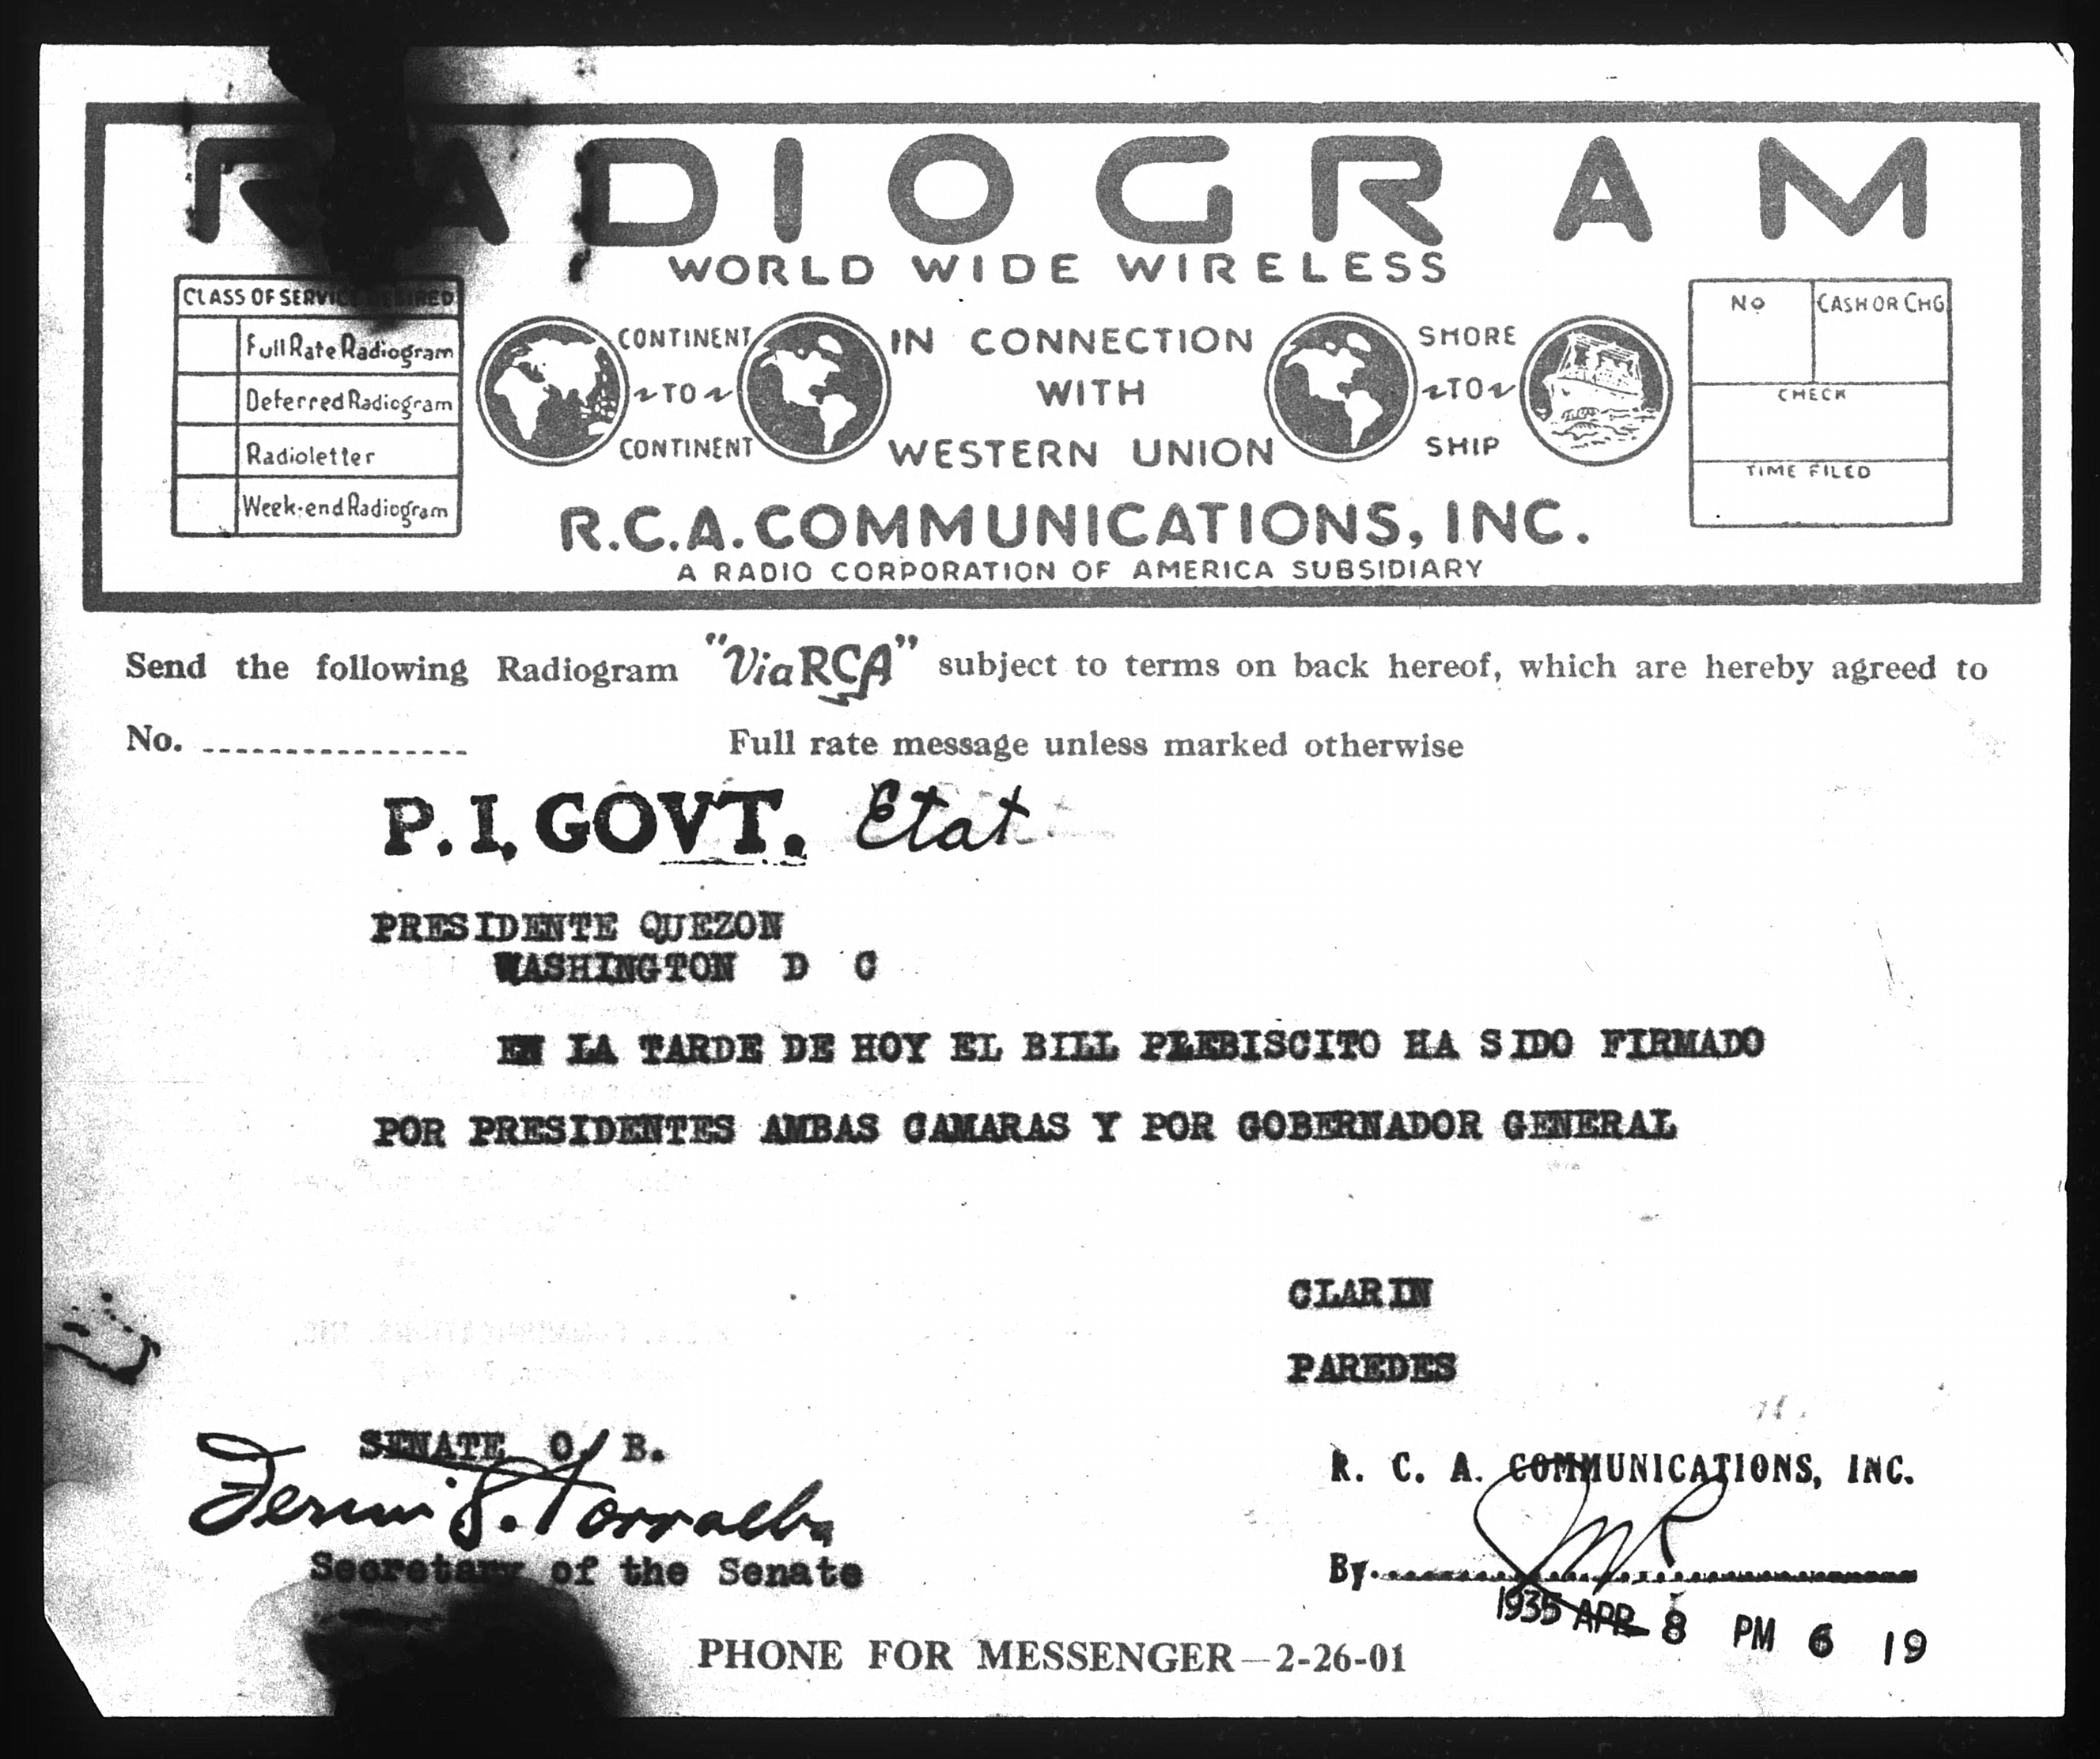 RADIOGRAM
WORLD WIDE WIRELESS
CLASS OF SERVICE DESIRED
Full Rate Radiogram
Deferred Radiogram
Radioletter
Week-end Radiogram
CONTINENT
TO
CONTINENT
IN CONNECTION
WITH
WESTERN UNION
SHORE
TO
SHIP
No
CASH OR CHG
CHECK
TIME FILED
R.C.A. COMMUNICATIONS, INC.
A RADIO CORPORATION OF AMERICA SUBSIDIARY
Send the following Radiogram "Via RCA" subject to terms on back hereof, which are hereby agreed to
No. ................ Full rate message unless marked otherwise
P.I. GOVT. Etat
PRESIDENTE QUEZON
WASHINGTON D C
EN LA TARDE DE HOY EL BILL PLEBISCITO HA SIDO FIRMADO
POR PRESIDENTES AMBAS CAMARAS Y POR GOBERNADOR GENERAL
CLARIN
PAREDES
SENATE O. B.
Fermin S. Torralba
Secretary of the Senate
R. C. A. COMMUNICATIONS, INC.
By
1935 APR 8 PM 6 19
PHONE FOR MESSENGER—2-26-01